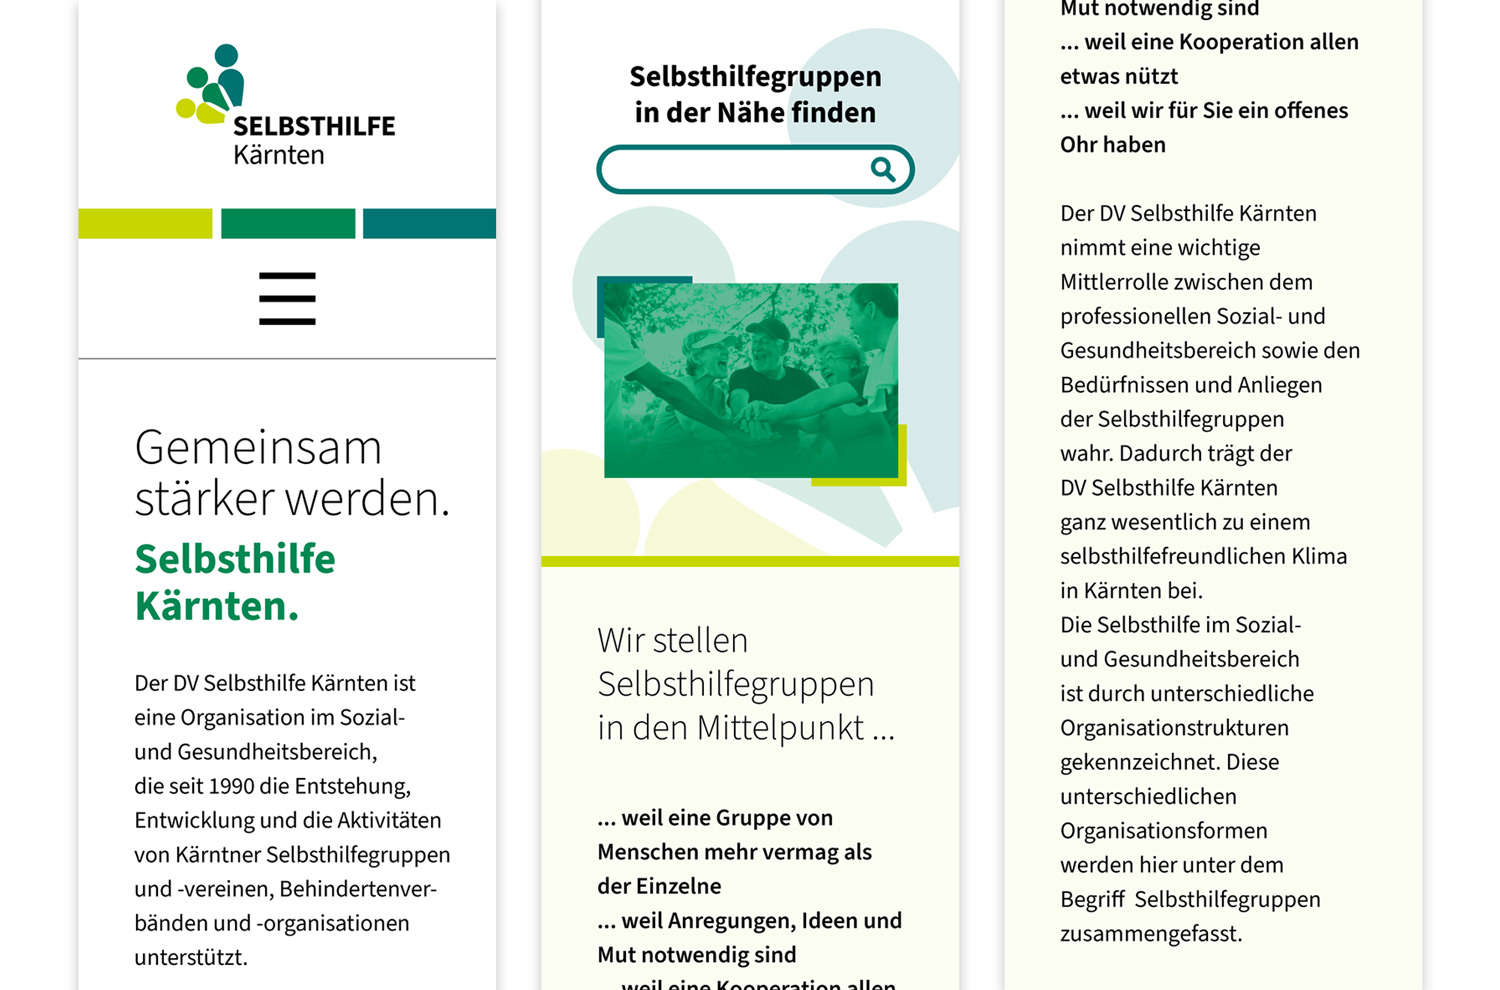 SELBSTHILFE
Kärnten
Gemeinsam
stärker werden.
Selbsthilfe
Kärnten.
Der DV Selbsthilfe Kärnten ist
eine Organisation im Sozial-
und Gesundheitsbereich,
die seit 1990 die Entstehung,
Entwicklung und die Aktivitäten
von Kärntner Selbsthilfegruppen
und -vereinen, Behindertenver-
bänden und -organisationen
unterstützt.
Selbsthilfegruppen
in der Nähe finden
Wir stellen
Selbsthilfegruppen
in den Mittelpunkt ...
... weil eine Gruppe von
Menschen mehr vermag als
der Einzelne
... weil Anregungen, Ideen und
Mut notwendig sind
... weil eine Kooperation allen
Mut notwendig sind
... weil eine Kooperation allen
etwas nützt
... weil wir für Sie ein offenes
Ohr haben
Der DV Selbsthilfe Kärnten
nimmt eine wichtige
Mittlerrolle zwischen dem
professionellen Sozial- und
Gesundheitsbereich sowie den
Bedürfnissen und Anliegen
der Selbsthilfegruppen
wahr. Dadurch trägt der
DV Selbsthilfe Kärnten
ganz wesentlich zu einem
selbsthilfefreundlichen Klima
in Kärnten bei.
Die Selbsthilfe im Sozial-
und Gesundheitsbereich
ist durch unterschiedliche
Organisationstrukturen
gekennzeichnet. Diese
unterschiedlichen
Organisationsformen
werden hier unter dem
Begriff  Selbsthilfegruppen
zusammengefasst.